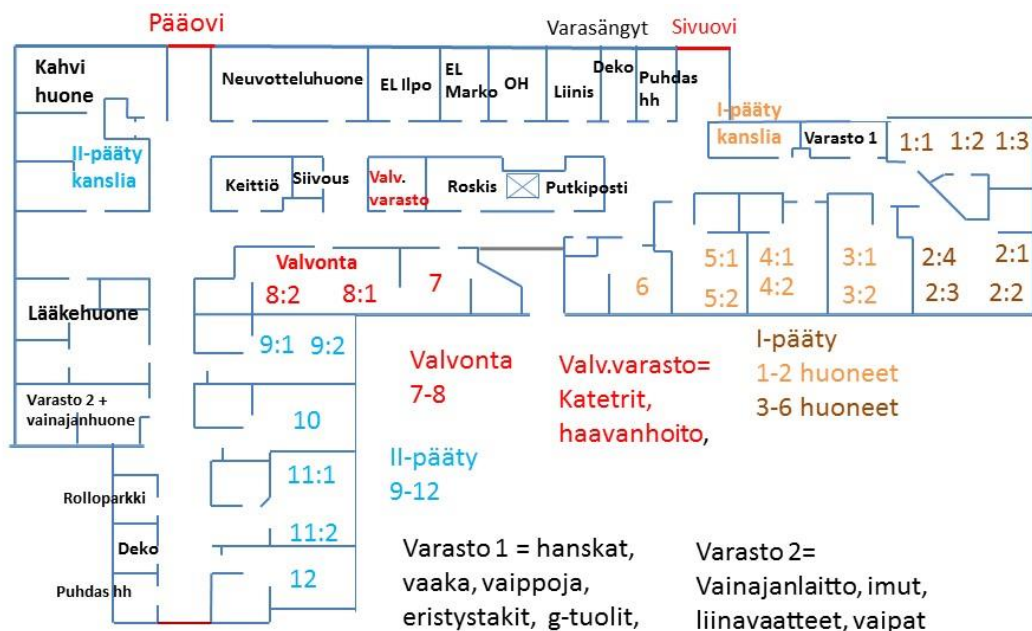 Pääovi
Varasängyt
Sivuovi
Kahvi
huone
Neuvotteluhuone
EL Ilpo
EL
Marko
OH
Liinis
Deko
Puhdas
hh
I-pääty
kanslia
Varasto 1
1:1 1:2 1:3
II-pääty
kanslia
Keittiö
Siivous
Valv.
varasto
Roskis
Putkiposti
Valvonta
8:2 8:1
7
6
5:1
5:2
4:1
4:2
3:1
3:2
2:4 2:1
2:3 2:2
Lääkehuone
9:1 9:2
Varasto 2 +
vainajanhuone
10
11:1
11:2
12
Rolloparkki
Deko
Puhdas hh
Valvonta
7-8
Valv.varasto=
Katetrit,
haavanhoito,
I-pääty
1-2 huoneet
3-6 huoneet
II-pääty
9-12
Varasto 1 = hanskat,
vaaka, vaippoja,
eristystakit, g-tuolit,
Varasto 2=
Vainajanlaitto, imut,
liinavaatteet, vaipat